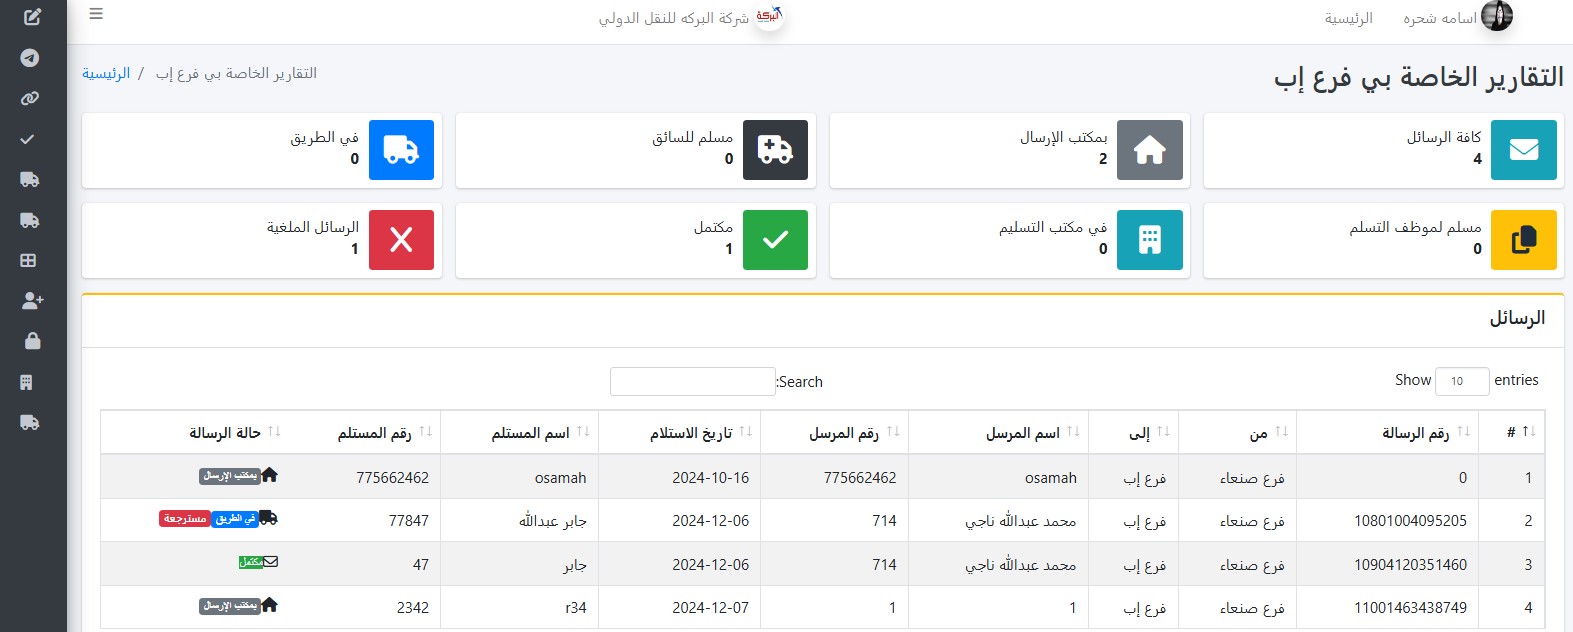 اسامه شحره
الرئيسية
البركة
شركة البركه للنقل الدولي
التقارير الخاصة بي فرع إب
الرئيسية / التقارير الخاصة بي فرع إب
كافة الرسائل
4
بمكتب الإرسال
2
مسلم للسائق
0
في الطريق
0
مسلم لموظف التسلم
0
في مكتب التسليم
0
مكتمل
1
الرسائل الملغية
1
الرسائل
Show 10 entries
Search:
# رقم الرسالة من إلى اسم المرسل رقم المرسل تاريخ الاستلام اسم المستلم رقم المستلم حالة الرسالة
1 0 فرع صنعاء فرع إب osamah 775662462 2024-10-16 osamah 775662462 بمكتب الإرسال
2 10801004095205 فرع صنعاء فرع إب محمد عبدالله ناجي 714 2024-12-06 جابر عبدالله 77847 في الطريق مسترجعة
3 10904120351460 فرع صنعاء فرع إب محمد عبدالله ناجي 714 2024-12-06 جابر 47 مكتمل
4 11001463438749 فرع صنعاء فرع إب 1 1 2024-12-07 r34 2342 بمكتب الإرسال